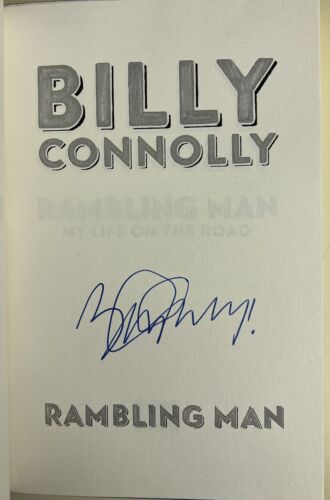 BILLY
CONNOLLY
RAMBLING MAN
MY LIFE ON THE ROAD
RAMBLING MAN